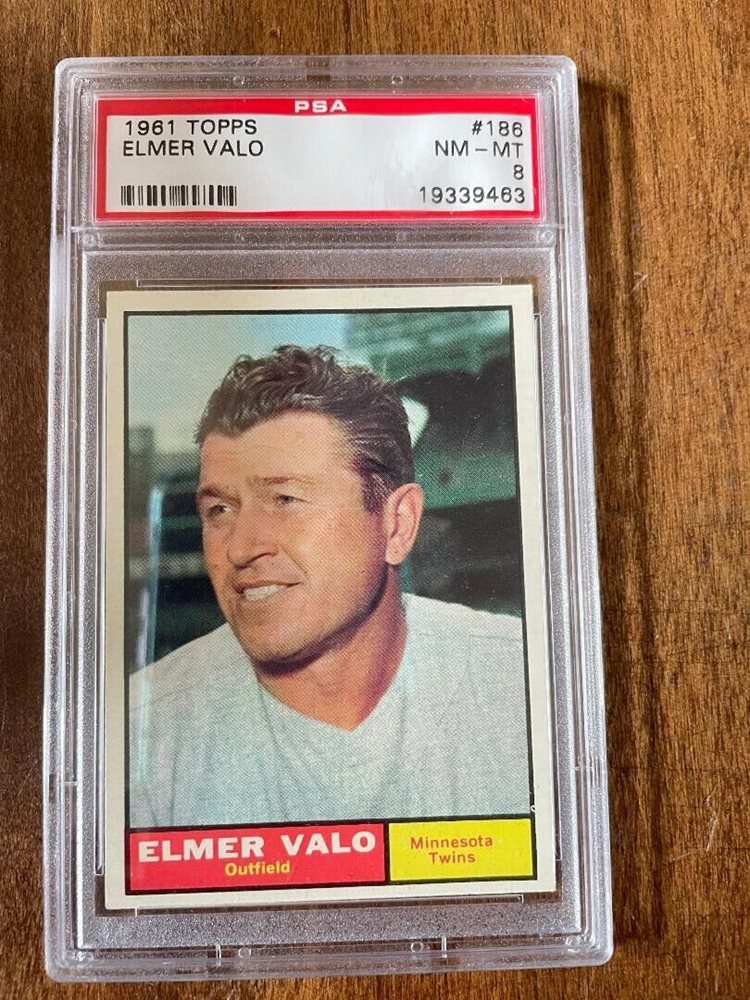 PSA
1961 TOPPS #186
ELMER VALO NM - MT
8
19339463
ELMER VALO
Outfield
Minnesota
Twins